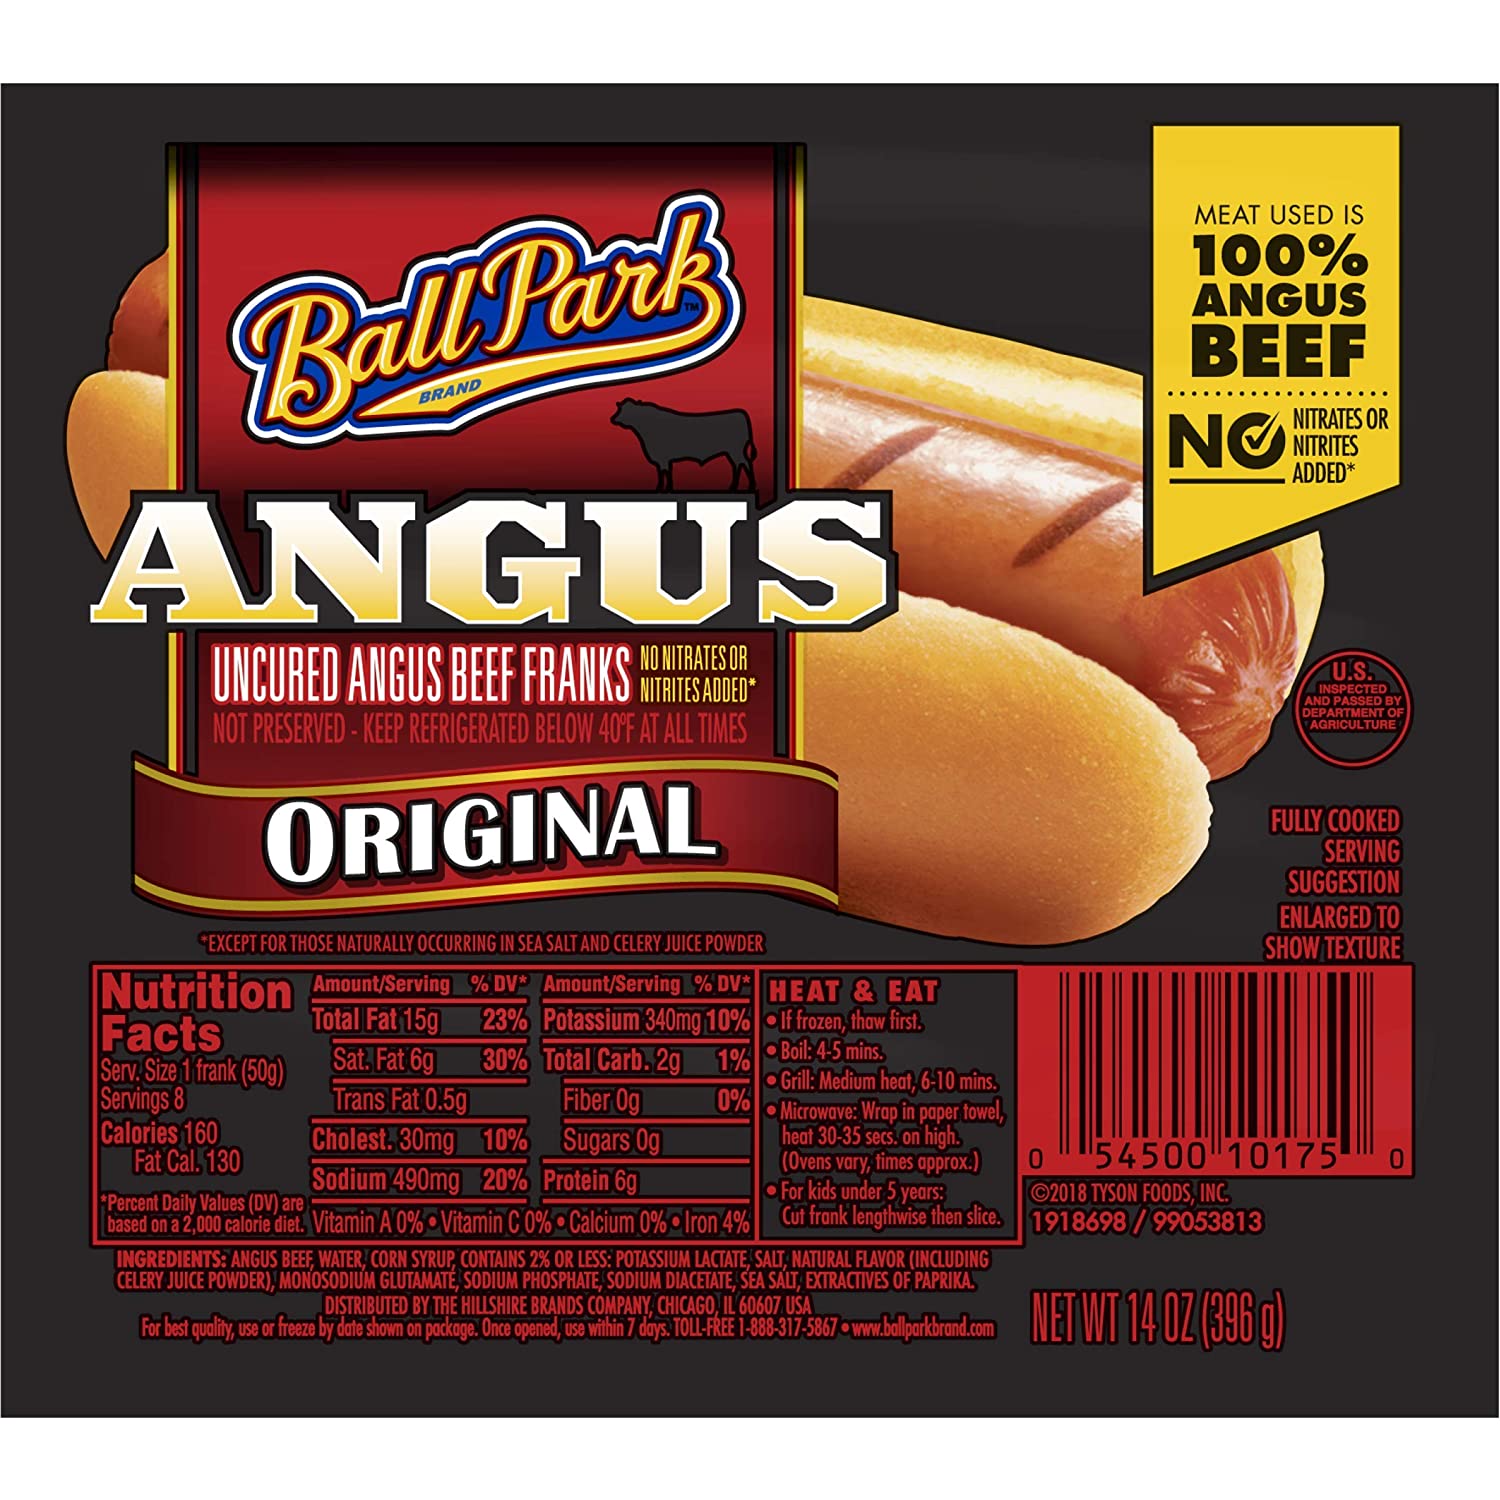 Ball Park™
BRAND
ANGUS
UNCURED ANGUS BEEF FRANKS
NO NITRATES OR
NITRITES ADDED*
NOT PRESERVED - KEEP REFRIGERATED BELOW 40°F AT ALL TIMES
ORIGINAL
*EXCEPT FOR THOSE NATURALLY OCCURRING IN SEA SALT AND CELERY JUICE POWDER
MEAT USED IS
100%
ANGUS
BEEF
NO
NITRATES OR
NITRITES
ADDED*
U.S.
INSPECTED
AND PASSED BY
DEPARTMENT OF
AGRICULTURE
FULLY COOKED
SERVING
SUGGESTION
ENLARGED TO
SHOW TEXTURE
Nutrition
Facts
Serv. Size 1 frank (50g)
Servings 8
Calories 160
Fat Cal. 130
*Percent Daily Values (DV) are
based on a 2,000 calorie diet.
Amount/Serving % DV*
Total Fat 15g 23%
Sat. Fat 6g 30%
Trans Fat 0.5g
Cholest. 30mg 10%
Sodium 490mg 20%
Amount/Serving % DV*
Potassium 340mg 10%
Total Carb. 2g 1%
Fiber 0g 0%
Sugars 0g
Protein 6g
Vitamin A 0% • Vitamin C 0% • Calcium 0% • Iron 4%
HEAT & EAT
• If frozen, thaw first.
• Boil: 4-5 mins.
• Grill: Medium heat, 6-10 mins.
• Microwave: Wrap in paper towel,
heat 30-35 secs. on high.
(Ovens vary, times approx.)
• For kids under 5 years:
Cut frank lengthwise then slice.
0 54500 10175 0
©2018 TYSON FOODS, INC.
1918698 / 99053813
INGREDIENTS: ANGUS BEEF, WATER, CORN SYRUP, CONTAINS 2% OR LESS: POTASSIUM LACTATE, SALT, NATURAL FLAVOR (INCLUDING
CELERY JUICE POWDER), MONOSODIUM GLUTAMATE, SODIUM PHOSPHATE, SODIUM DIACETATE, SEA SALT, EXTRACTIVES OF PAPRIKA.
DISTRIBUTED BY THE HILLSHIRE BRANDS COMPANY, CHICAGO, IL 60607 USA
For best quality, use or freeze by date shown on package. Once opened, use within 7 days. TOLL-FREE 1-888-317-5867 • www.ballparkbrand.com
NET WT 14 OZ (396 g)